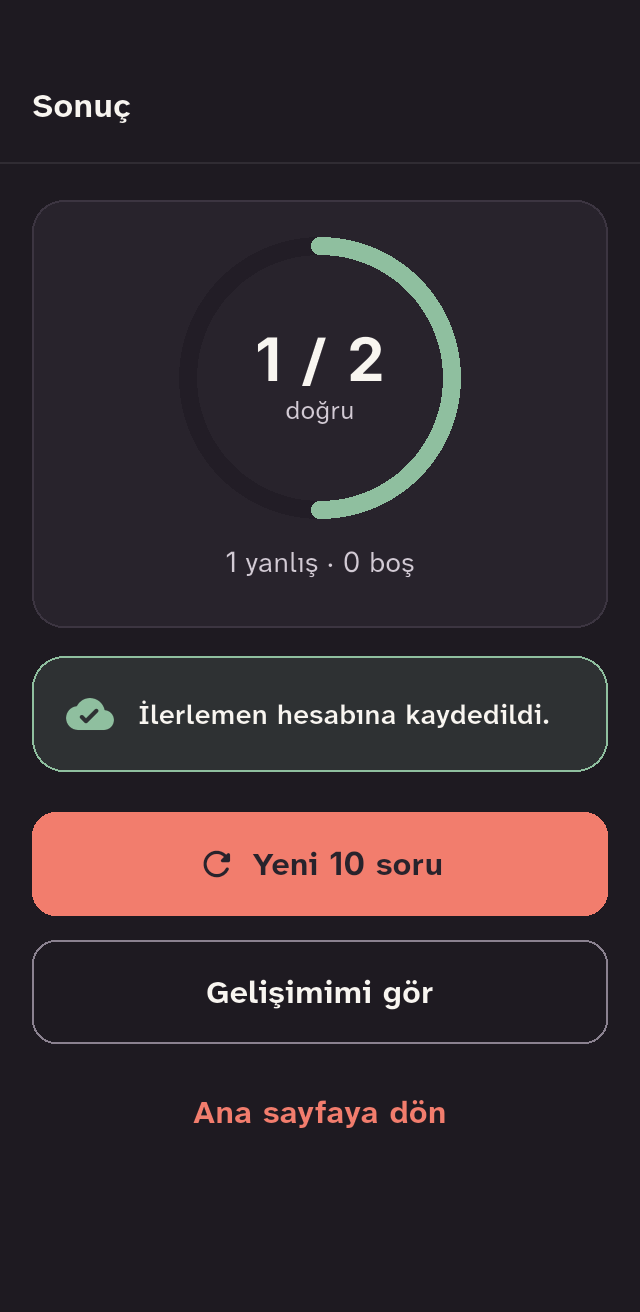 Sonuç
1 / 2
doğru
1 yanlış · 0 boş
İlerlemen hesabına kaydedildi.
Yeni 10 soru
Gelişimimi gör
Ana sayfaya dön